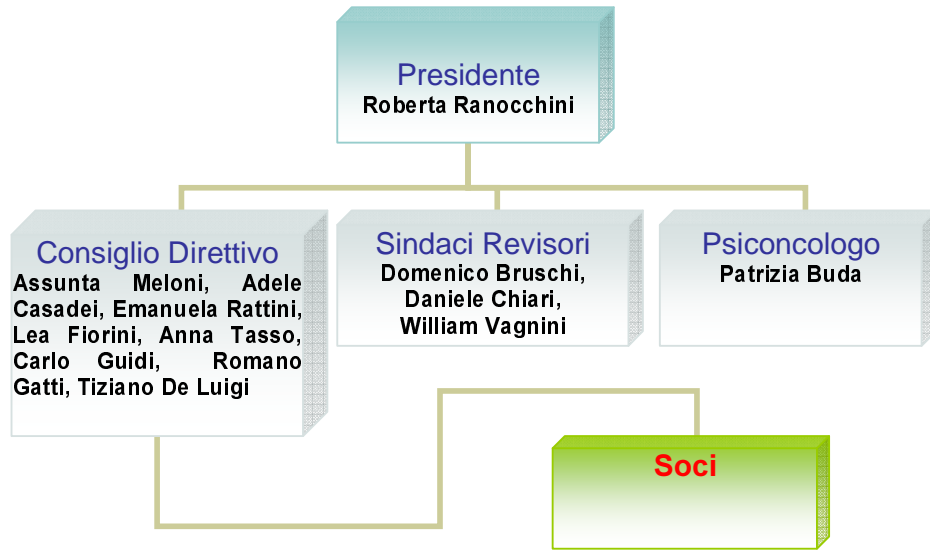 Presidente
Roberta Ranocchini
Consiglio Direttivo
Assunta Meloni, Adele
Casadei, Emanuela Rattini,
Lea Fiorini, Anna Tasso,
Carlo Guidi, Romano
Gatti, Tiziano De Luigi
Sindaci Revisori
Domenico Bruschi,
Daniele Chiari,
William Vagnini
Psiconcologo
Patrizia Buda
Soci